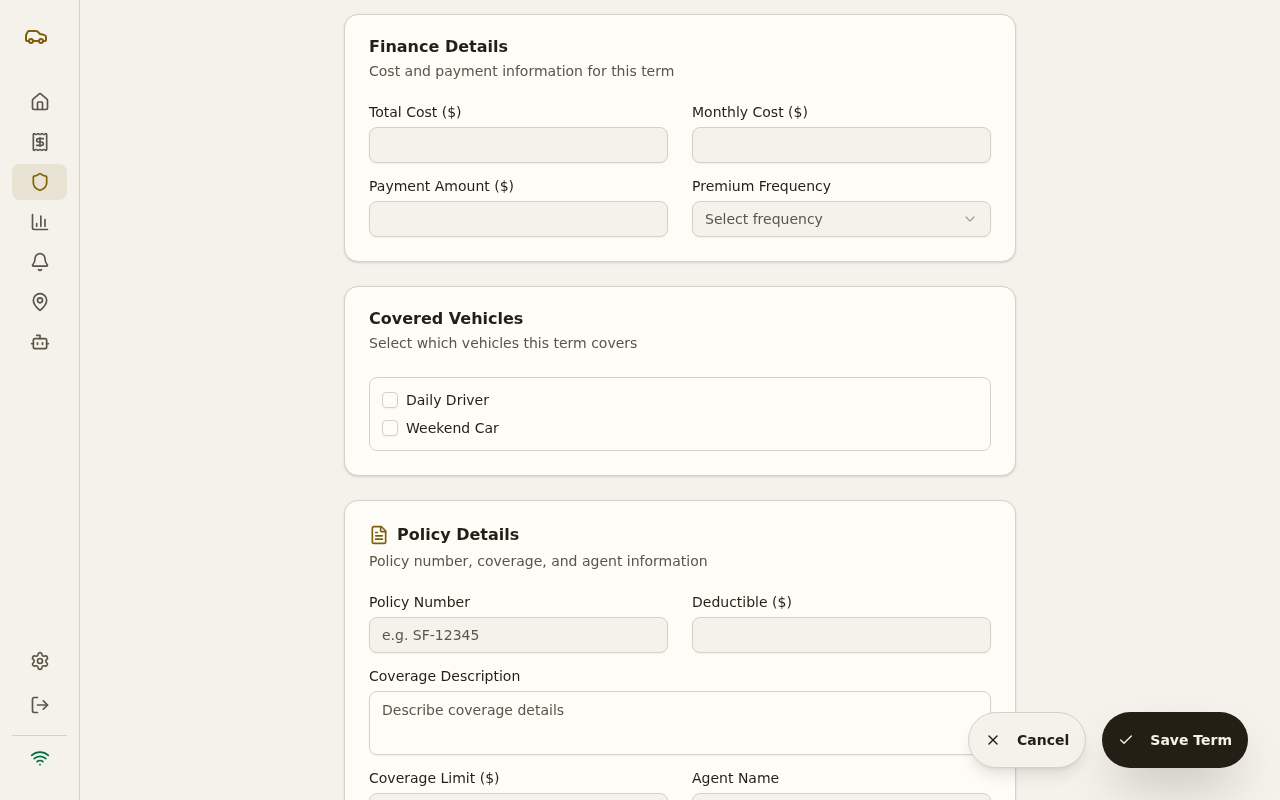 Finance Details
Cost and payment information for this term
Total Cost ($)
Monthly Cost ($)
Payment Amount ($)
Premium Frequency
Select frequency
Covered Vehicles
Select which vehicles this term covers
Daily Driver
Weekend Car
Policy Details
Policy number, coverage, and agent information
Policy Number
Deductible ($)
e.g. SF-12345
Coverage Description
Describe coverage details
Cancel
Save Term
Coverage Limit ($)
Agent Name